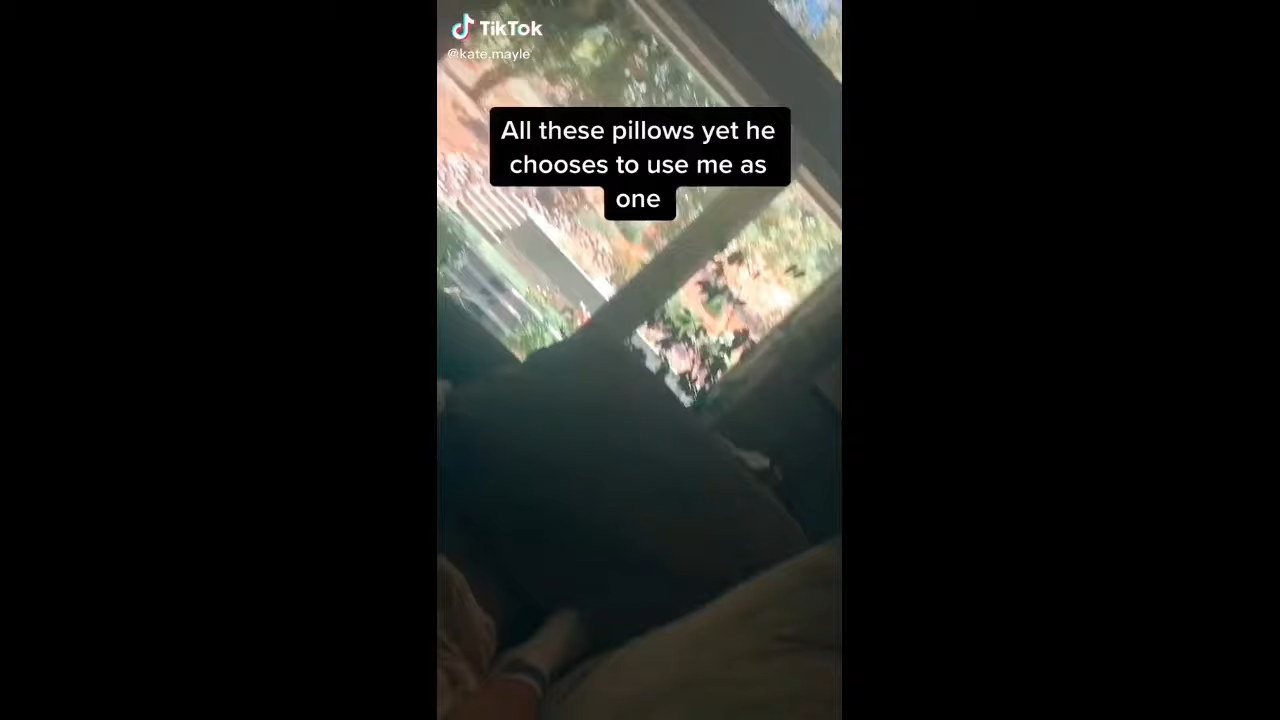 TikTok
@kate.mayle
All these pillows yet he
chooses to use me as
one